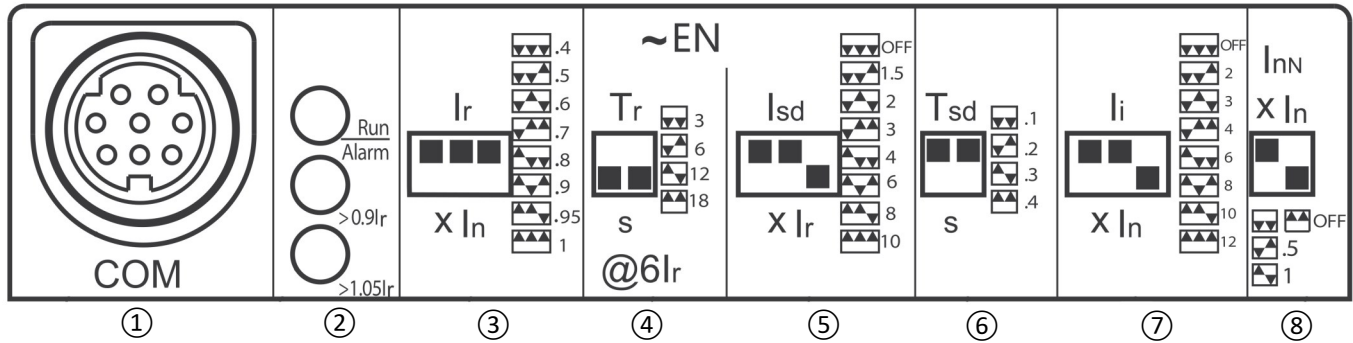 COM
Run
Alarm
>0.9Ir
>1.05Ir
Ir
x In
.4
.5
.6
.7
.8
.9
.95
1
~EN
Tr
s
@6Ir
3
6
12
18
Isd
x Ir
OFF
1.5
2
3
4
6
8
10
Tsd
s
.1
.2
.3
.4
Ii
x In
OFF
2
3
4
6
8
10
12
InN
x In
OFF
.5
1
① ② ③ ④ ⑤ ⑥ ⑦ ⑧